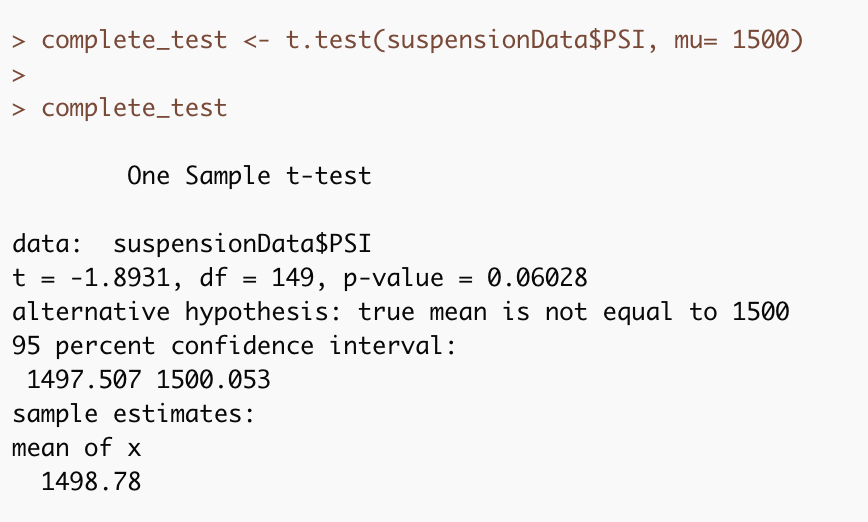 > complete_test <- t.test(suspensionData$PSI, mu= 1500)
>
> complete_test
One Sample t-test
data:  suspensionData$PSI
t = -1.8931, df = 149, p-value = 0.06028
alternative hypothesis: true mean is not equal to 1500
95 percent confidence interval:
1497.507 1500.053
sample estimates:
mean of x
1498.78